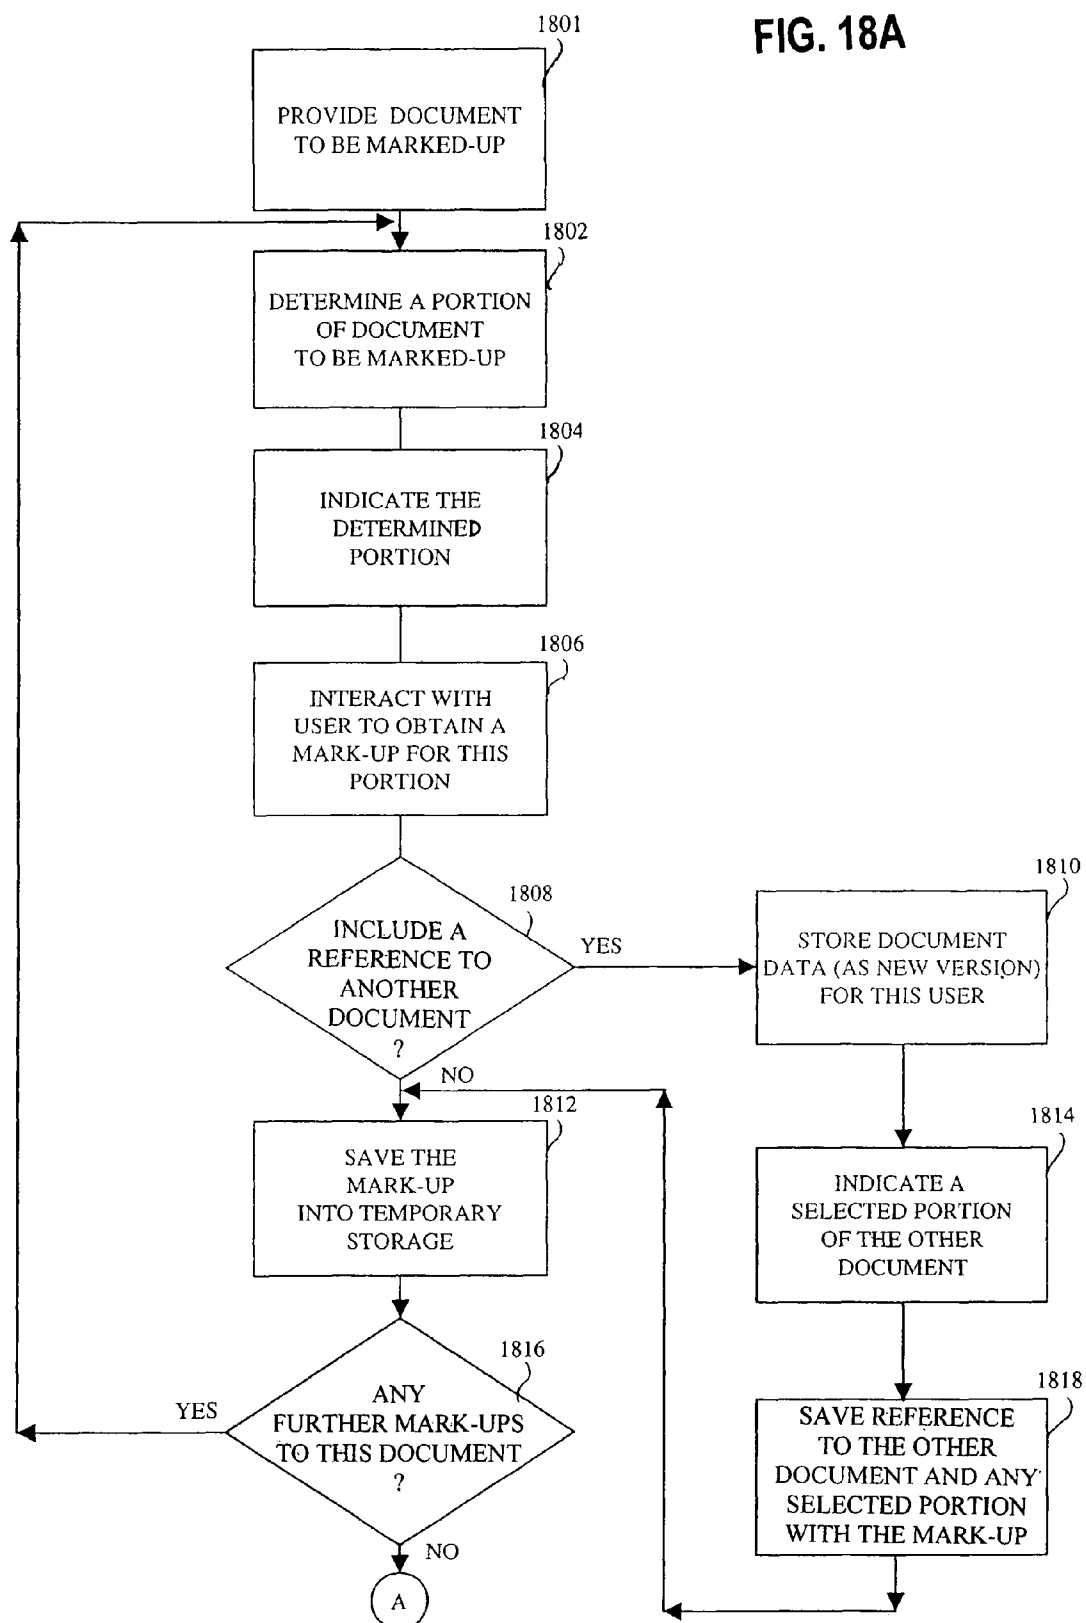 FIG. 18A
1801
PROVIDE DOCUMENT
TO BE MARKED-UP
1802
DETERMINE A PORTION
OF DOCUMENT
TO BE MARKED-UP
1804
INDICATE THE
DETERMINED
PORTION
1806
INTERACT WITH
USER TO OBTAIN A
MARK-UP FOR THIS
PORTION
1808
INCLUDE A
REFERENCE TO
ANOTHER
DOCUMENT
?
YES
NO
1810
STORE DOCUMENT
DATA (AS NEW VERSION)
FOR THIS USER
1812
SAVE THE
MARK-UP
INTO TEMPORARY
STORAGE
1814
INDICATE A
SELECTED PORTION
OF THE OTHER
DOCUMENT
1816
ANY
FURTHER MARK-UPS
TO THIS DOCUMENT
?
YES
NO
A
1818
SAVE REFERENCE
TO THE OTHER
DOCUMENT AND ANY
SELECTED PORTION
WITH THE MARK-UP